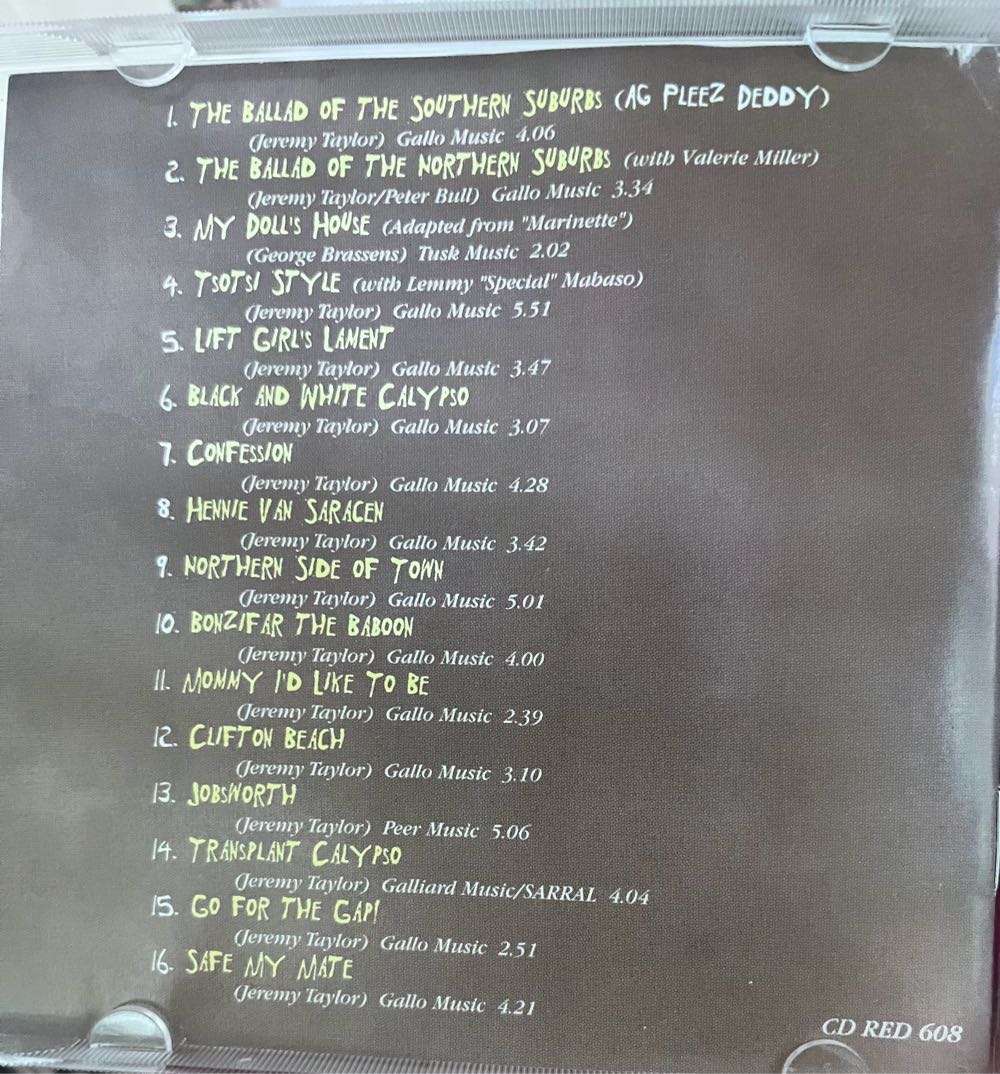 1. THE BALLAD OF THE SOUTHERN SUBURBS (AG PLEEZ DEDDY)
(Jeremy Taylor) Gallo Music 4.06
2. THE BALLAD OF THE NORTHERN SUBURBS (with Valerie Miller)
(Jeremy Taylor/Peter Bull) Gallo Music 3.34
3. MY DOLL'S HOUSE (Adapted from "Marinette")
(George Brassens) Tusk Music 2.02
4. TSOTSI STYLE (with Lemmy "Special" Mabaso)
(Jeremy Taylor) Gallo Music 5.51
5. LIFT GIRL'S LAMENT
(Jeremy Taylor) Gallo Music 3.47
6. BLACK AND WHITE CALYPSO
(Jeremy Taylor) Gallo Music 3.07
7. CONFESSION
(Jeremy Taylor) Gallo Music 4.28
8. HENNIE VAN SARACEN
(Jeremy Taylor) Gallo Music 3.42
9. NORTHERN SIDE OF TOWN
(Jeremy Taylor) Gallo Music 5.01
10. BONZIFAR THE BABOON
(Jeremy Taylor) Gallo Music 4.00
11. MOMMY I'D LIKE TO BE
(Jeremy Taylor) Gallo Music 2.39
12. CLIFTON BEACH
(Jeremy Taylor) Gallo Music 3.10
13. JOBSWORTH
(Jeremy Taylor) Peer Music 5.06
14. TRANSPLANT CALYPSO
(Jeremy Taylor) Galliard Music/SARRAL 4.04
15. GO FOR THE GAP!
(Jeremy Taylor) Gallo Music 2.51
16. SAFE MY MATE
(Jeremy Taylor) Gallo Music 4.21
CD RED 608